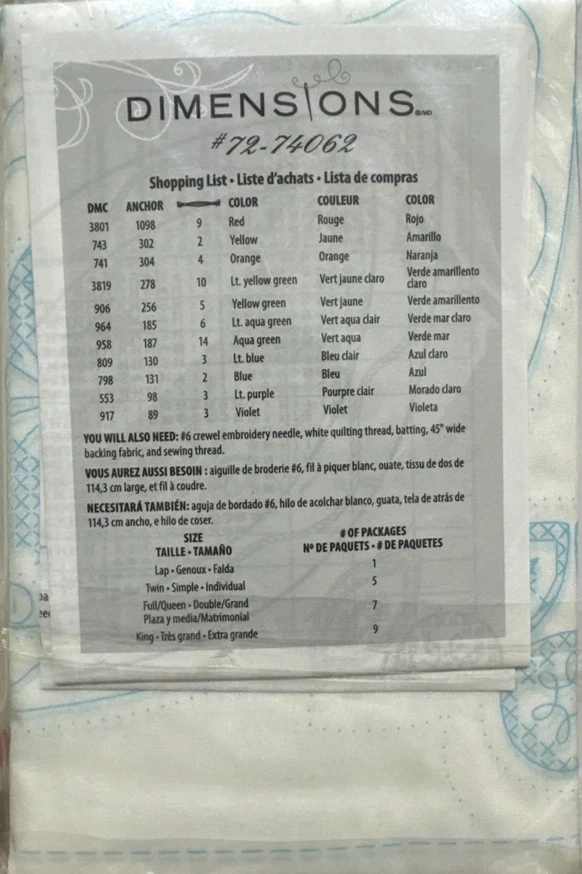 DIMENSIONS
#72-74062
Shopping List • Liste d'achats • Lista de compras
DMC ANCHOR COLOR COULEUR COLOR
3801 1098 9 Red Rouge Rojo
743 302 2 Yellow Jaune Amarillo
741 304 4 Orange Orange Naranja
3819 278 10 Lt. yellow green Vert jaune claro Verde amarillento claro
906 256 5 Yellow green Vert jaune Verde amarillento
964 185 6 Lt. aqua green Vert aqua clair Verde mar claro
958 187 14 Aqua green Vert aqua Verde mar
809 130 3 Lt. blue Bleu clair Azul claro
798 131 2 Blue Bleu Azul
553 98 3 Lt. purple Pourpre clair Morado claro
917 89 3 Violet Violet Violeta
YOU WILL ALSO NEED: #6 crewel embroidery needle, white quilting thread, batting, 45" wide
backing fabric, and sewing thread.
VOUS AUREZ AUSSI BESOIN : aiguille de broderie #6, fil à piquer blanc, ouate, tissu de dos de
114,3 cm large, et fil à coudre.
NECESITARÁ TAMBIÉN: aguja de bordado #6, hilo de acolchar blanco, guata, tela de atrás de
114,3 cm ancho, e hilo de coser.
SIZE # OF PACKAGES
TAILLE • TAMAÑO Nº DE PAQUETS • # DE PAQUETES
Lap • Genoux • Falda 1
Twin • Simple • Individual 5
Full/Queen • Double/Grand
Plaza y media/Matrimonial 7
King • Très grand • Extra grande 9